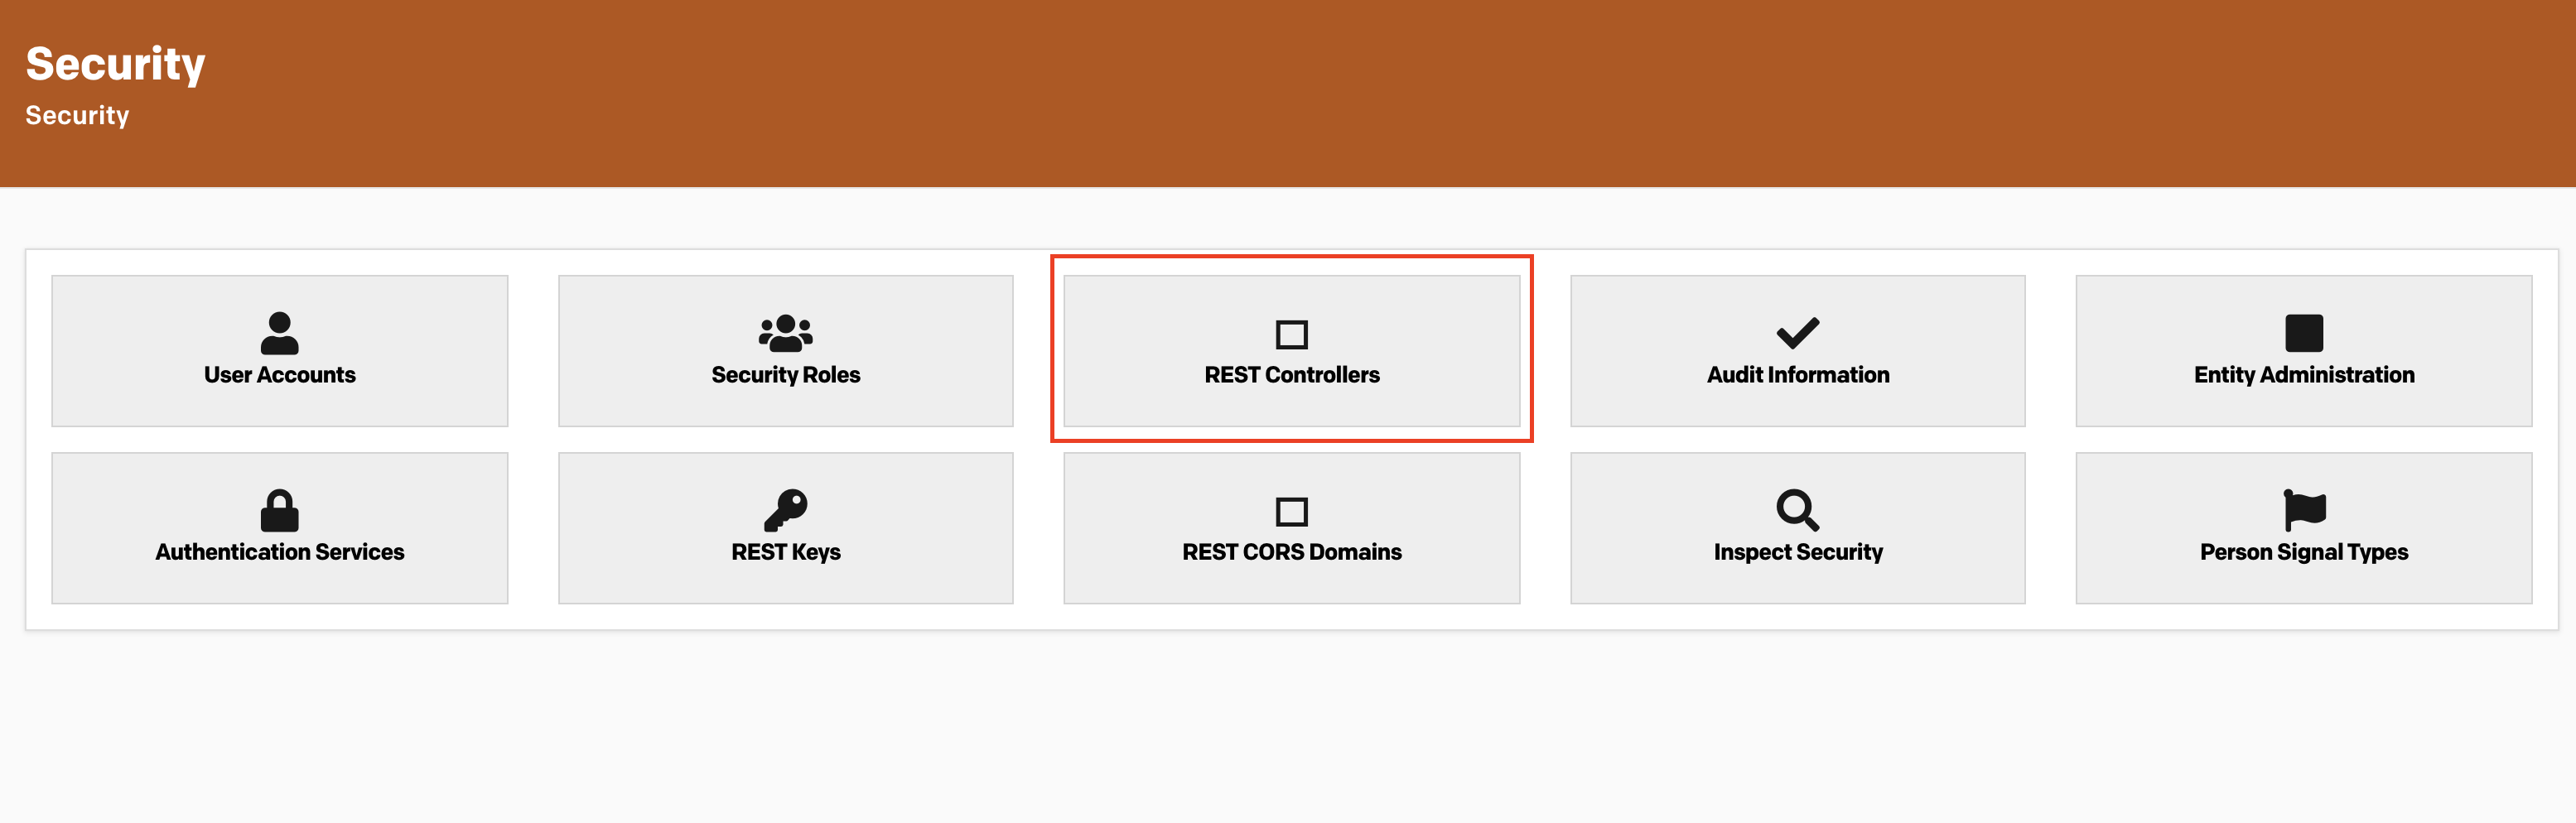 Security
Security
User Accounts
Security Roles
REST Controllers
Audit Information
Entity Administration
Authentication Services
REST Keys
REST CORS Domains
Inspect Security
Person Signal Types